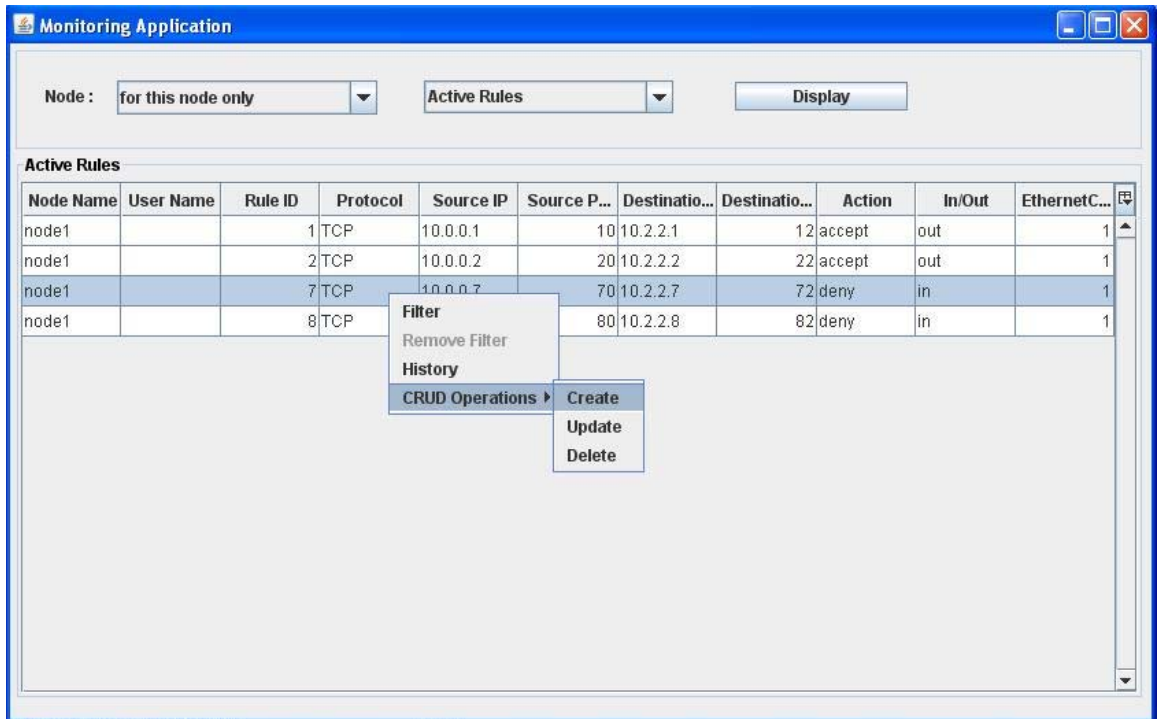 Monitoring Application
Node : for this node only Active Rules Display
Active Rules
Node Name User Name Rule ID Protocol Source IP Source P... Destinatio... Destinatio... Action In/Out EthernetC...
node1 1 TCP 10.0.0.1 10 10.2.2.1 12 accept out 1
node1 2 TCP 10.0.0.2 20 10.2.2.2 22 accept out 1
node1 7 TCP 10.0.0.7 70 10.2.2.7 72 deny in 1
node1 8 TCP 80 10.2.2.8 82 deny in 1
Filter
Remove Filter
History
CRUD Operations
Create
Update
Delete